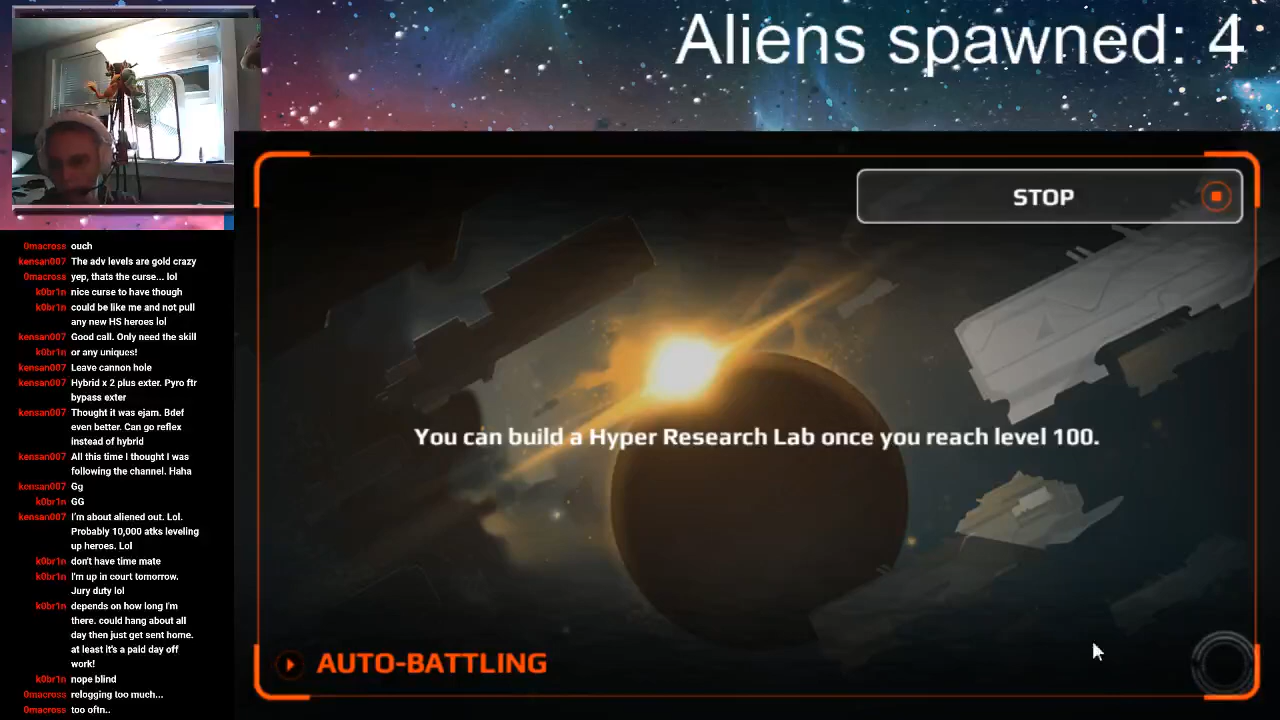 Aliens spawned: 4
STOP
0macross ouch
kensan007 The adv levels are gold crazy
0macross yep, thats the curse... lol
k0br1n nice curse to have though
k0br1n could be like me and not pull
any new HS heroes lol
kensan007 Good call. Only need the skill
k0br1n or any uniques!
kensan007 Leave cannon hole
kensan007 Hybrid x 2 plus exter. Pyro ftr
bypass exter
kensan007 Thought it was ejam. Bdef
even better. Can go reflex
instead of hybrid
kensan007 All this time I thought I was
following the channel. Haha
kensan007 Gg
k0br1n GG
kensan007 I'm about aliened out. Lol.
Probably 10,000 atks leveling
up heroes. Lol
k0br1n don't have time mate
k0br1n I'm up in court tomorrow.
Jury duty lol
k0br1n depends on how long I'm
there. could hang about all
day then just get sent home.
at least it's a paid day off
work!
k0br1n nope blind
0macross relogging too much...
0macross too oftn..
You can build a Hyper Research Lab once you reach level 100.
AUTO-BATTLING